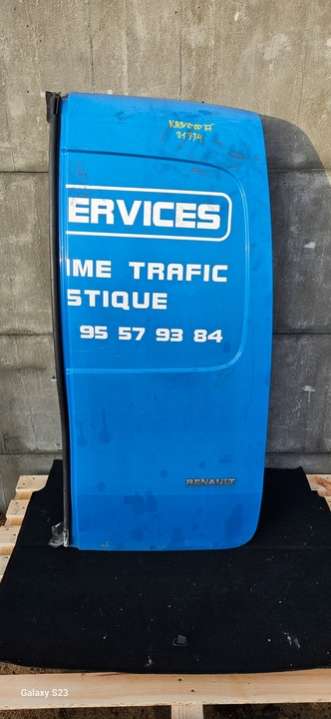 ERVICES
IME TRAFIC
STIQUE
95 57 93 84
RENAULT
Galaxy S23